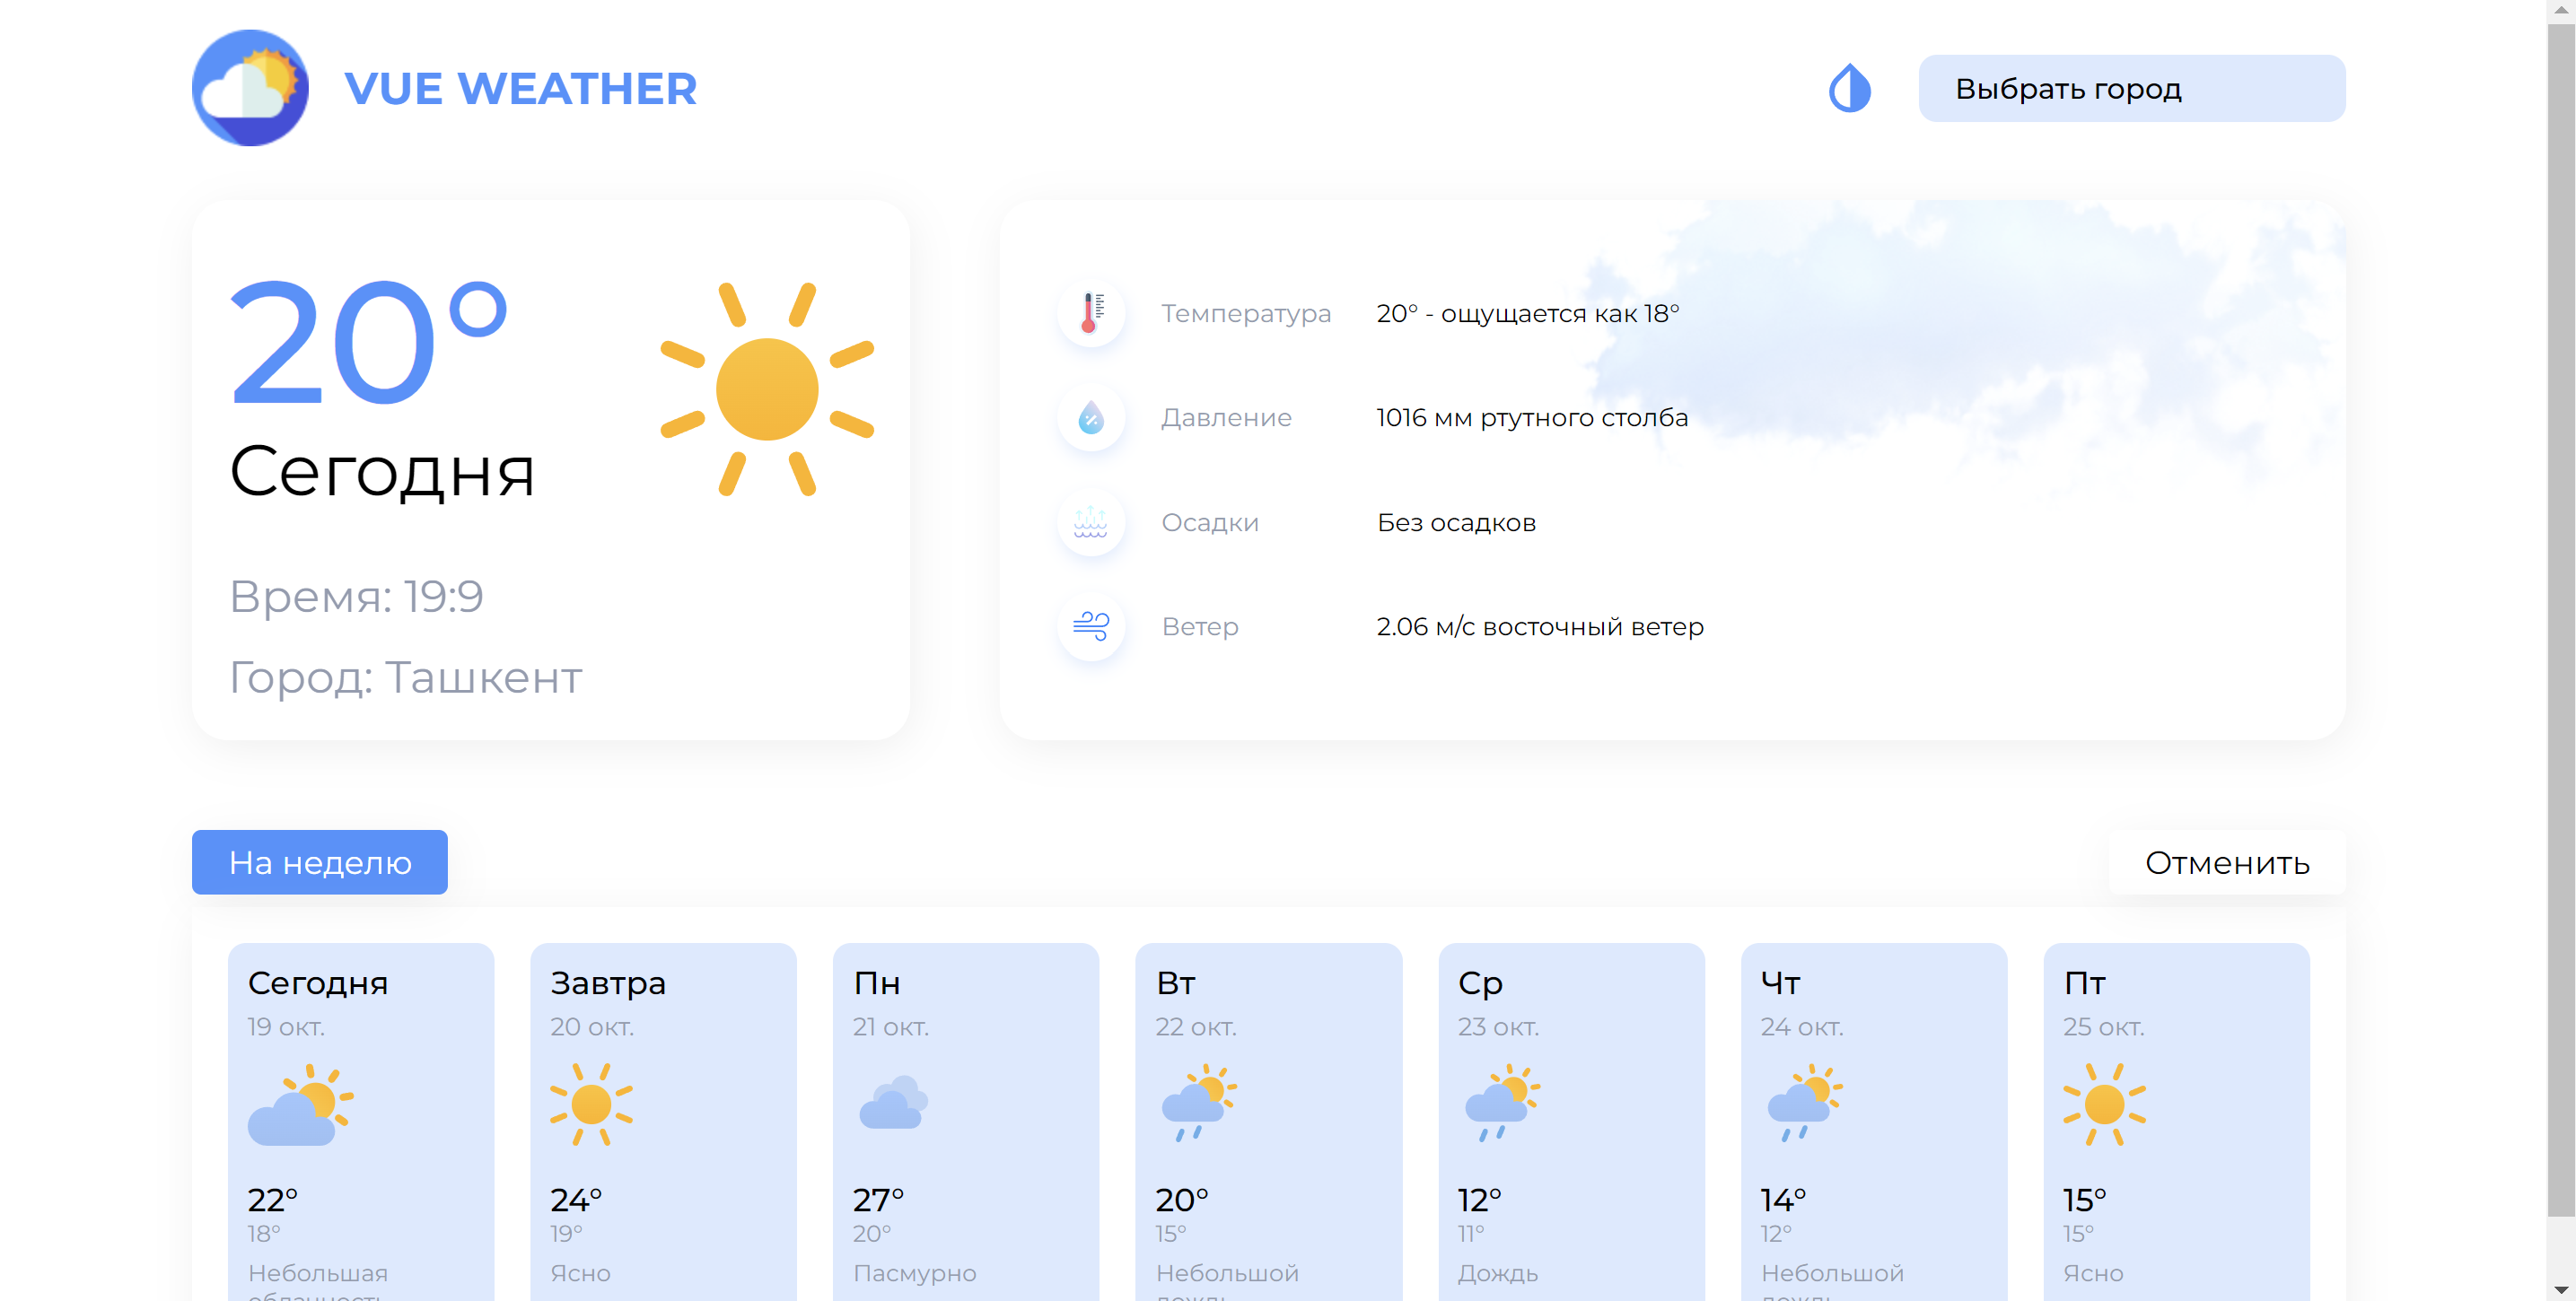 VUE WEATHER
Выбрать город
20°
Сегодня
Время: 19:9
Город: Ташкент
Температура 20° - ощущается как 18°
Давление 1016 мм ртутного столба
Осадки Без осадков
Ветер 2.06 м/с восточный ветер
На неделю
Отменить
Сегодня
19 окт.
22°
18°
Небольшая
облачность
Завтра
20 окт.
24°
19°
Ясно
Пн
21 окт.
27°
20°
Пасмурно
Вт
22 окт.
20°
15°
Небольшой
дождь
Ср
23 окт.
12°
11°
Дождь
Чт
24 окт.
14°
12°
Небольшой
дождь
Пт
25 окт.
15°
15°
Ясно